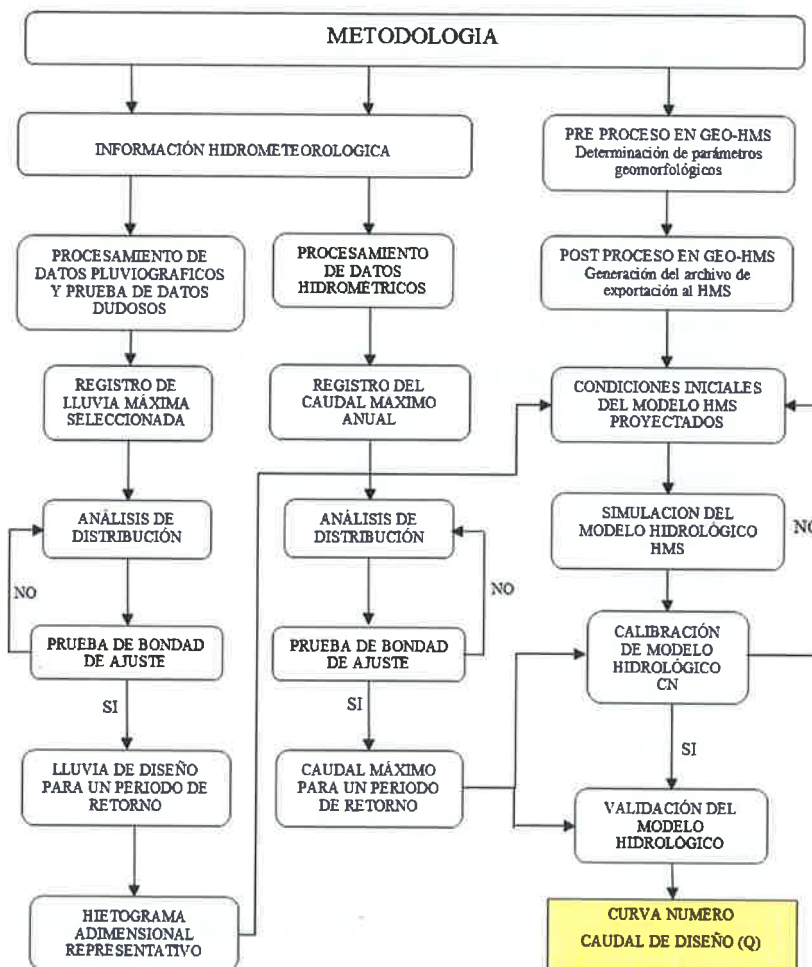 METODOLOGIA
INFORMACIÓN HIDROMETEOROLOGICA
PRE PROCESO EN GEO-HMS
Determinación de parámetros
geomorfológicos
PROCESAMIENTO DE
DATOS PLUVIOGRAFICOS
Y PRUEBA DE DATOS
DUDOSOS
PROCESAMIENTO
DE DATOS
HIDROMÉTRICOS
POST PROCESO EN GEO-HMS
Generación del archivo de
exportación al HMS
REGISTRO DE
LLUVIA MÁXIMA
SELECCIONADA
REGISTRO DEL
CAUDAL MAXIMO
ANUAL
CONDICIONES INICIALES
DEL MODELO HMS
PROYECTADOS
ANÁLISIS DE
DISTRIBUCIÓN
ANÁLISIS DE
DISTRIBUCIÓN
SIMULACION DEL
MODELO HIDROLÓGICO
HMS
NO
NO
NO
PRUEBA DE BONDAD
DE AJUSTE
PRUEBA DE BONDAD
DE AJUSTE
CALIBRACIÓN
DE MODELO
HIDROLÓGICO
CN
SI
SI
SI
LLUVIA DE DISEÑO
PARA UN PERIODO DE
RETORNO
CAUDAL MÁXIMO
PARA UN PERIODO
DE RETORNO
VALIDACIÓN DEL
MODELO
HIDROLÓGICO
HIETOGRAMA
ADIMENSIONAL
REPRESENTATIVO
CURVA NUMERO
CAUDAL DE DISEÑO (Q)